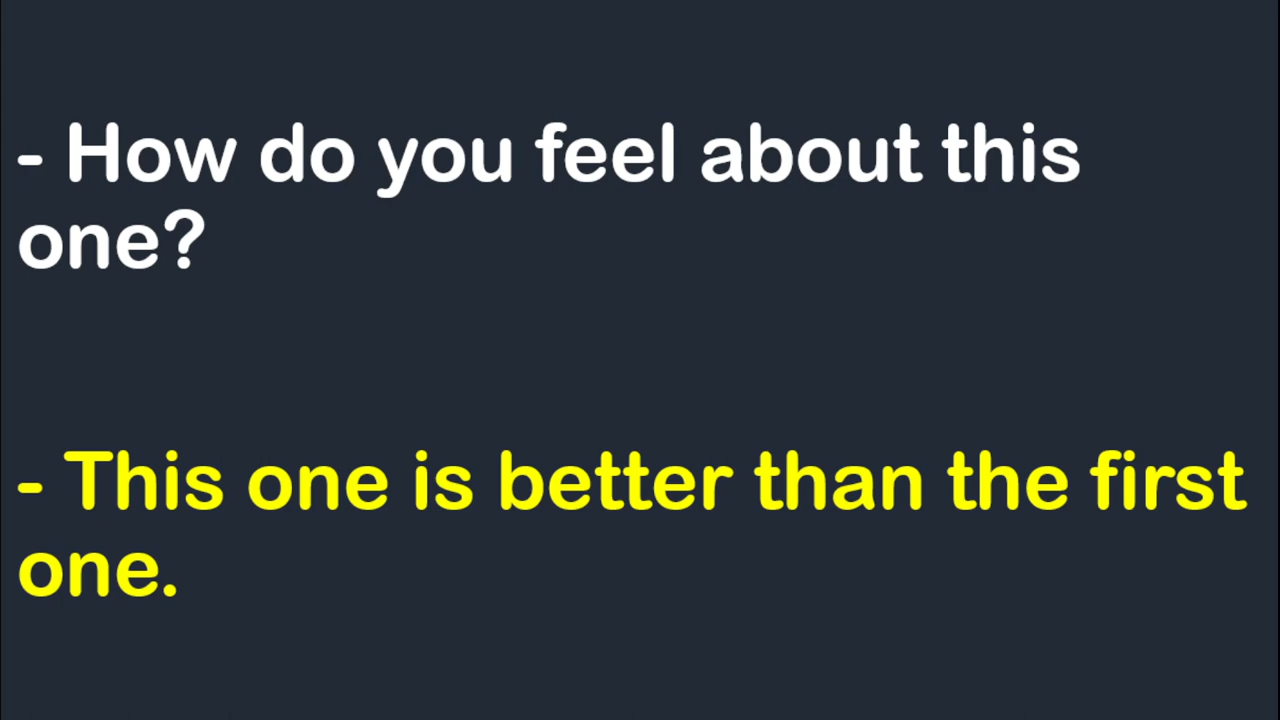 - How do you feel about this
one?
- This one is better than the first
one.